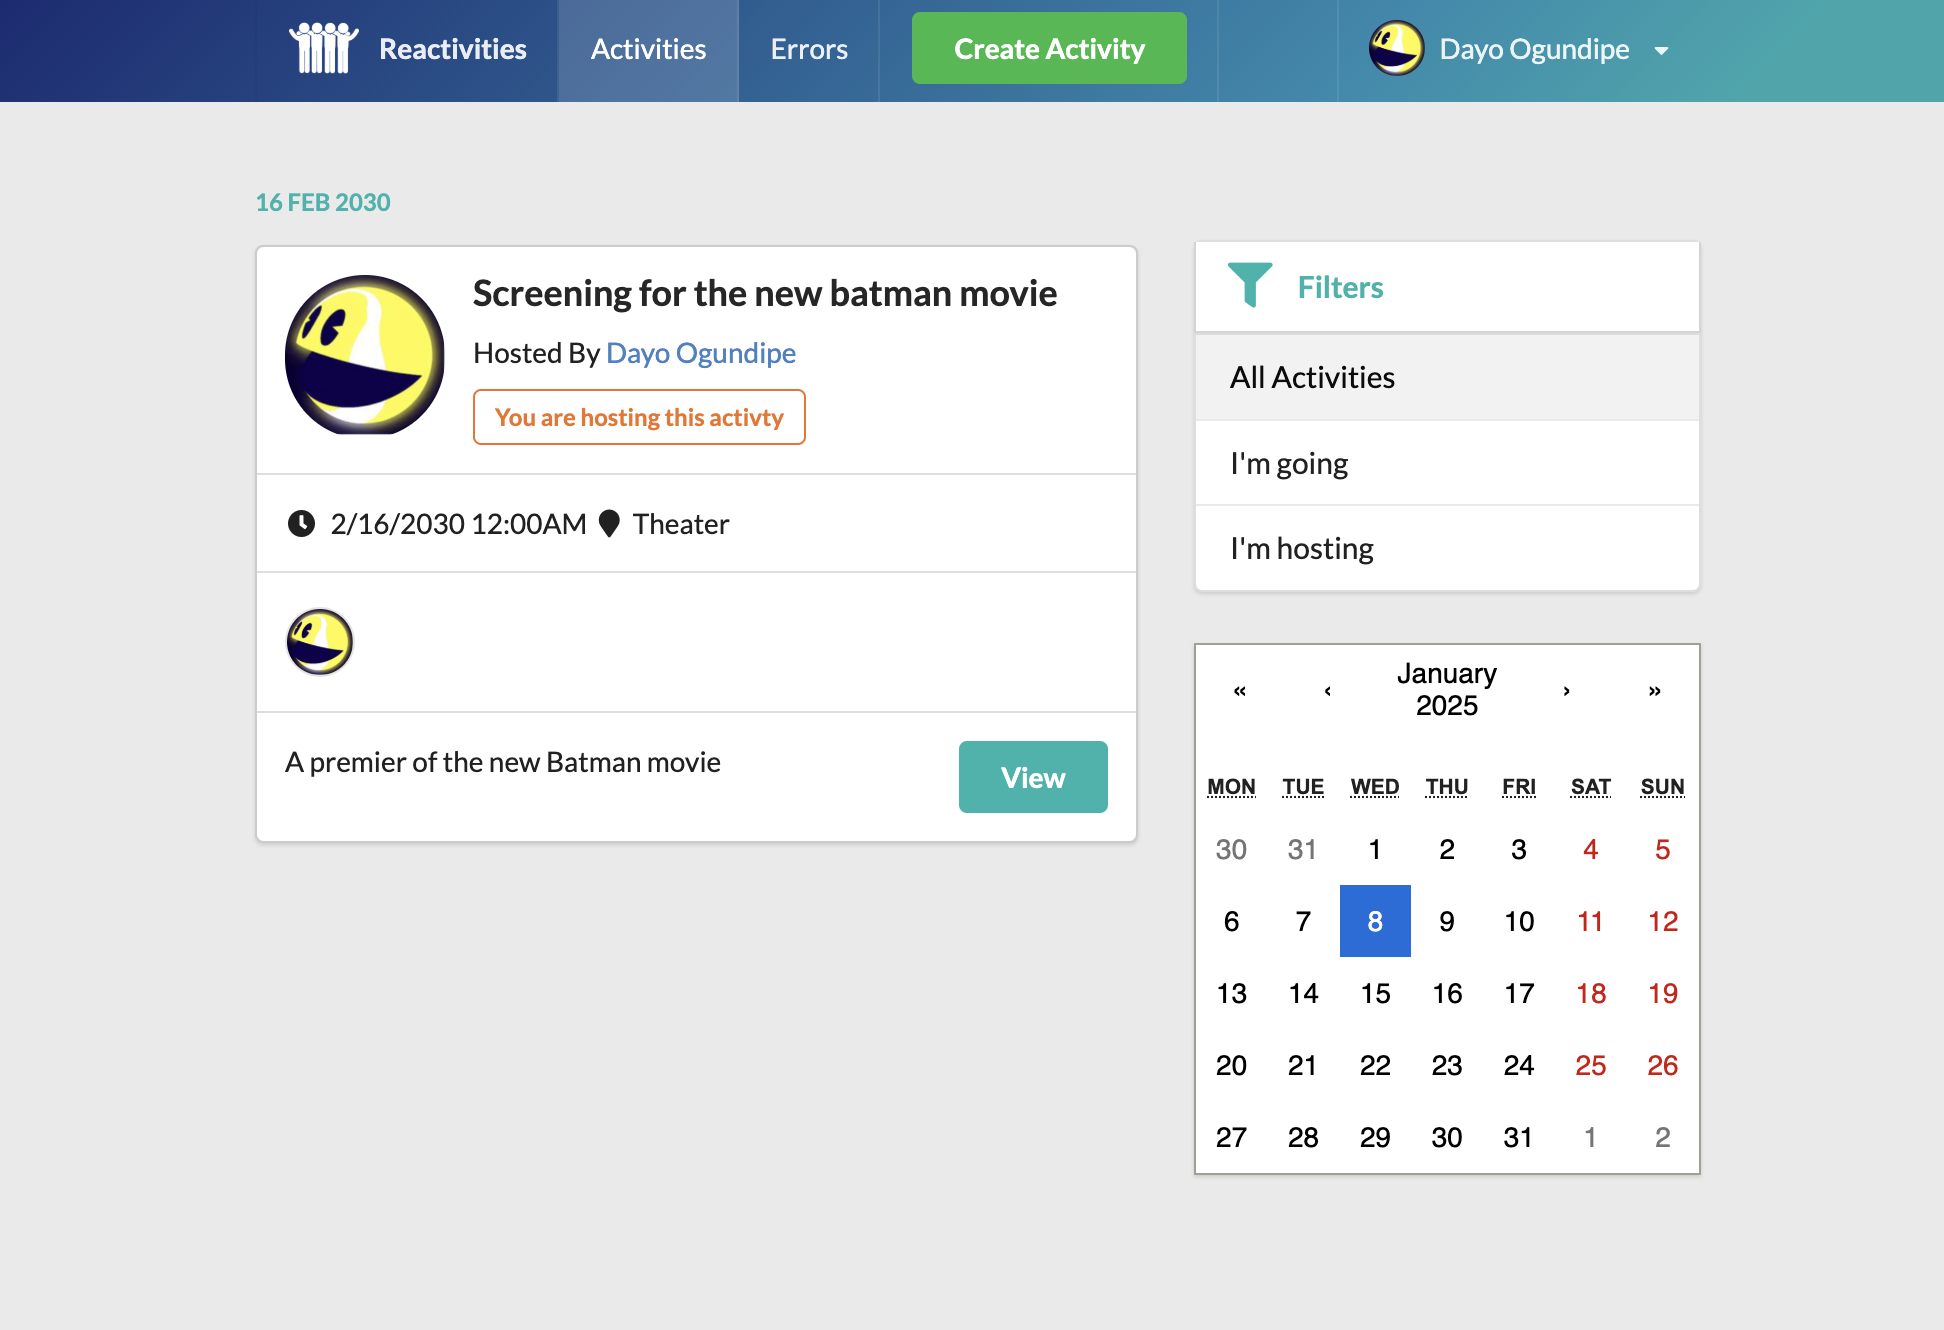 Reactivities
Activities
Errors
Create Activity
Dayo Ogundipe
16 FEB 2030
Screening for the new batman movie
Hosted By Dayo Ogundipe
You are hosting this activty
2/16/2030 12:00AM Theater
A premier of the new Batman movie
View
Filters
All Activities
I'm going
I'm hosting
« ‹ January 2025 › »
MON TUE WED THU FRI SAT SUN
30 31 1 2 3 4 5
6 7 8 9 10 11 12
13 14 15 16 17 18 19
20 21 22 23 24 25 26
27 28 29 30 31 1 2